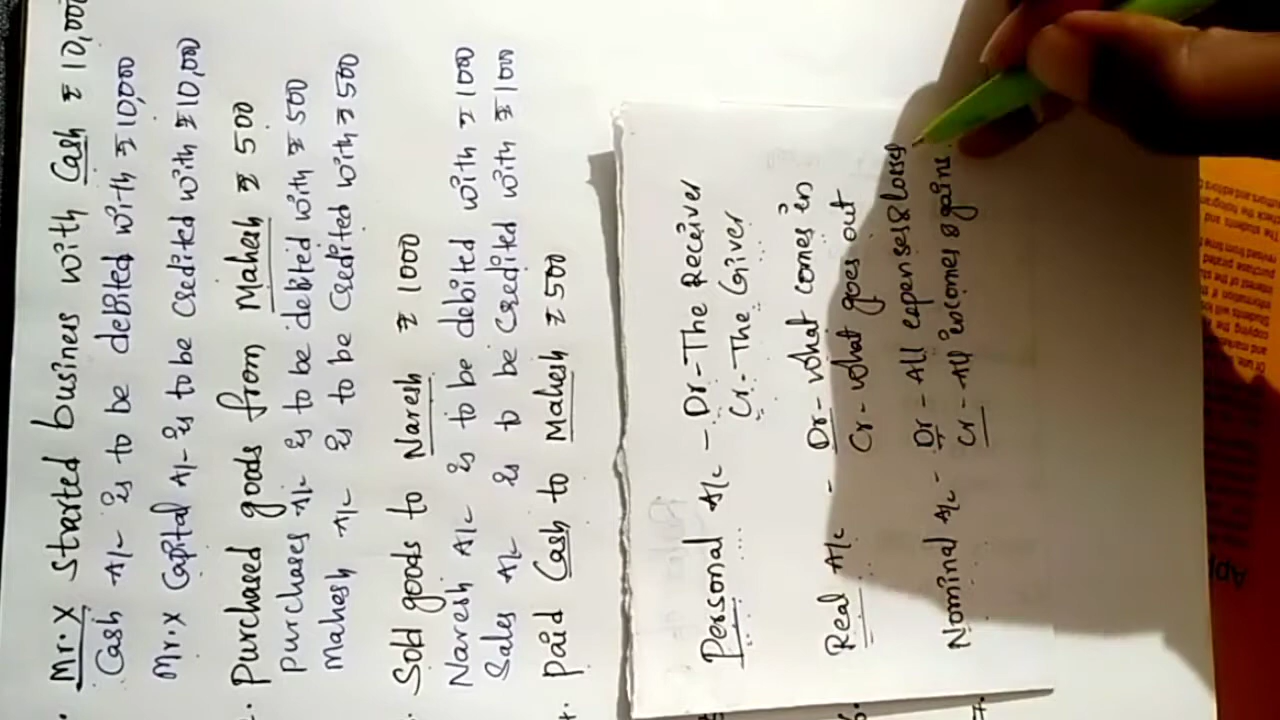 . Mr. X started business with Cash ₹ 10,000
Cash A/c is to be debited with ₹ 10,000
Mr. X Capital A/c is to be credited with ₹ 10,000
. Purchased goods from Mahesh ₹ 500
Purchases A/c is to be debited with ₹ 500
Mahesh A/c is to be credited with ₹ 500
. Sold goods to Naresh ₹ 1000
Naresh A/c is to be debited with ₹ 1000
Sales A/c is to be credited with ₹ 1000
. paid Cash to Mahesh ₹ 500
Personal A/c - Dr - The Receiver
Cr - The Giver
Real A/c - Dr - what comes in
Cr - what goes out
Nominal A/c - Dr - All expenses & losses
Cr - All incomes & gains